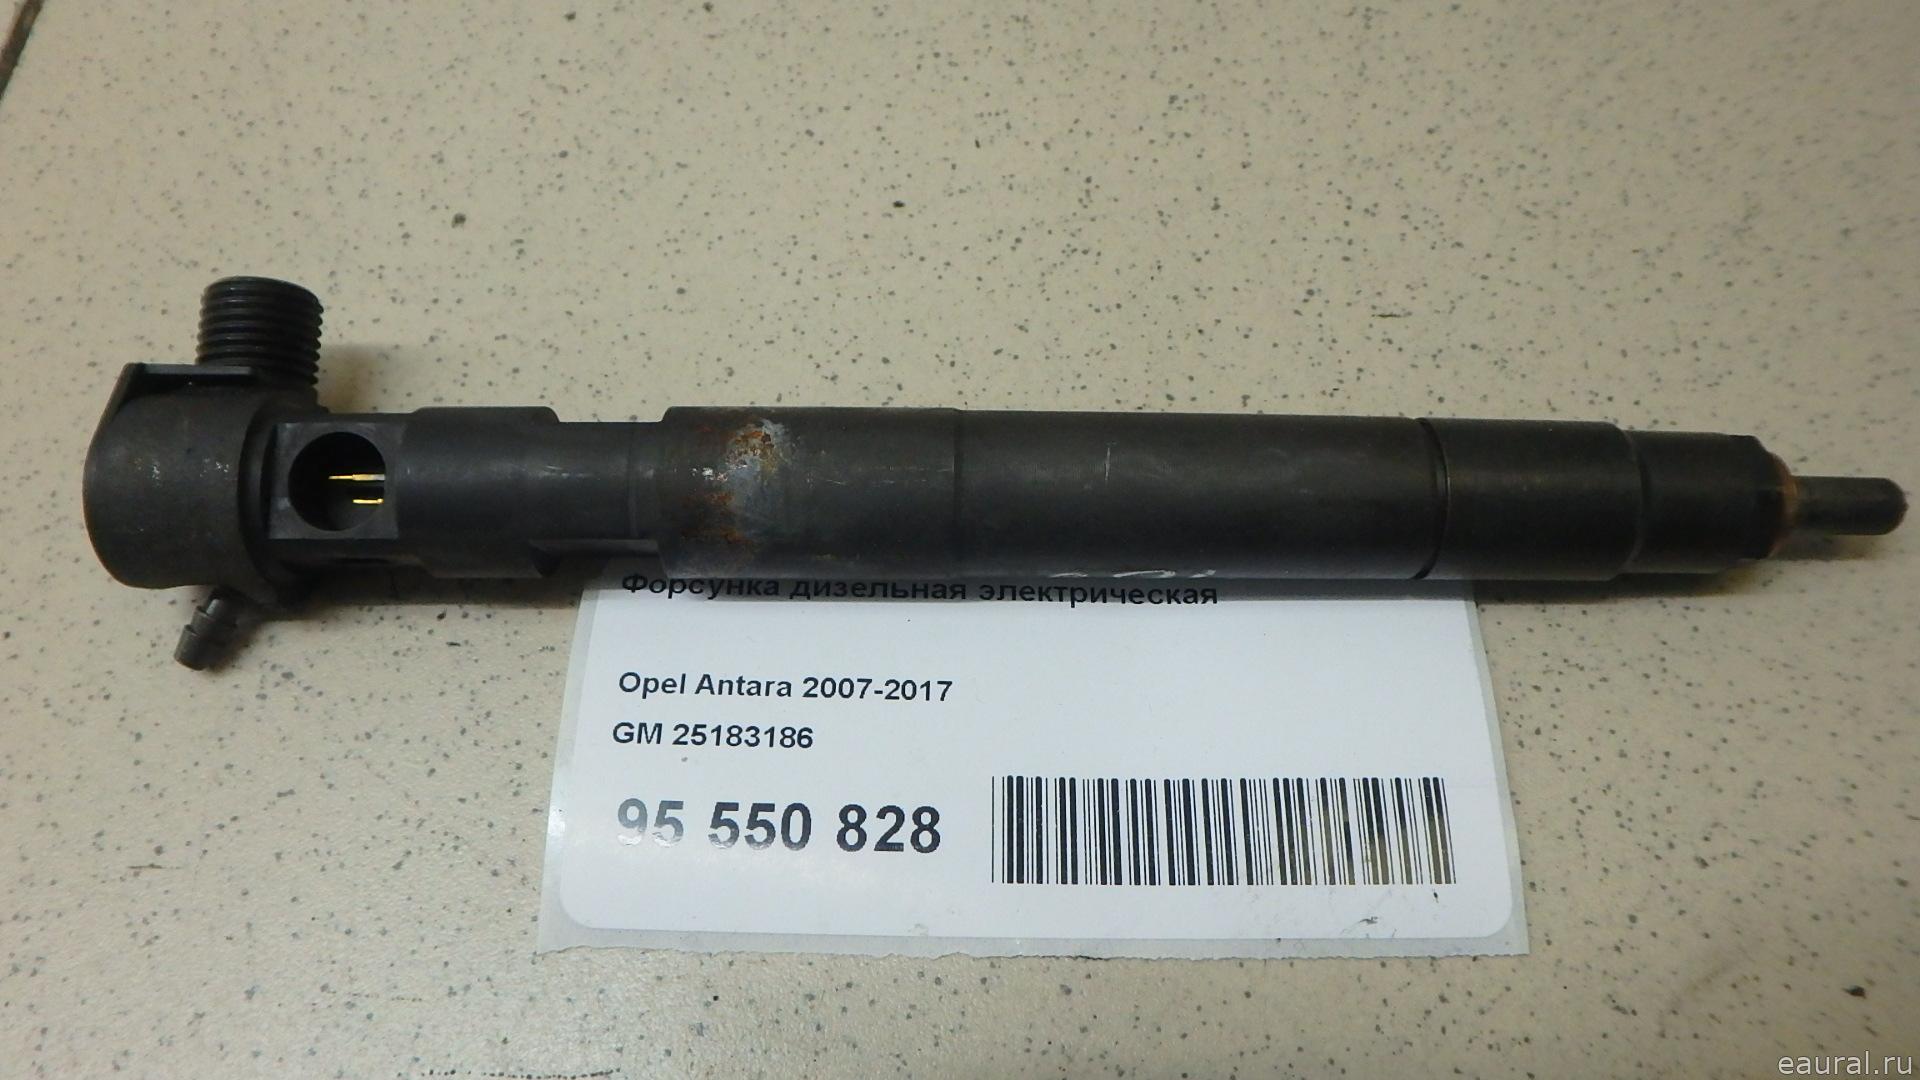 Форсунка дизельная электрическая
Opel Antara 2007-2017
GM 25183186
95 550 828
eaural.ru